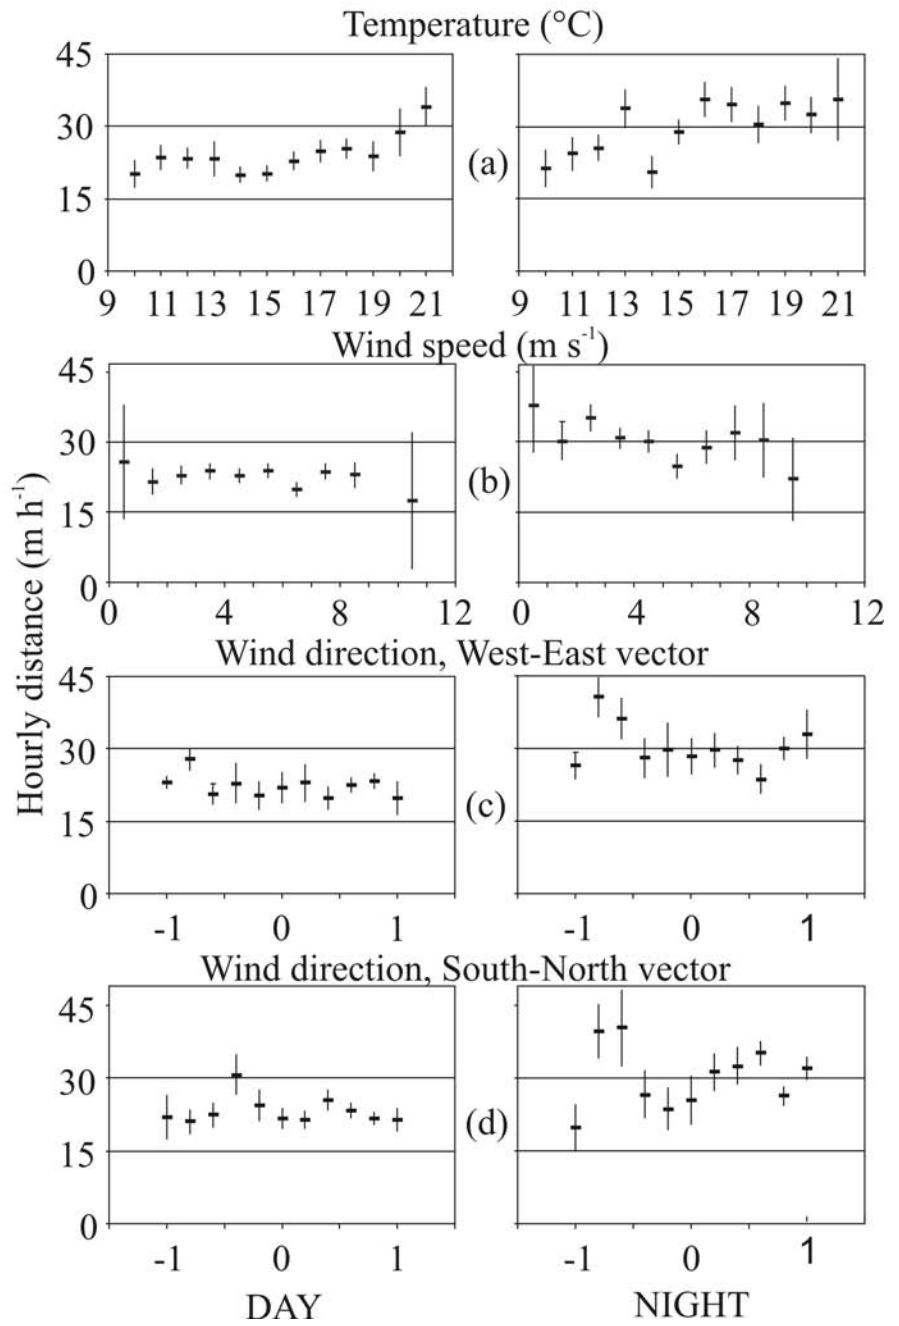 Temperature (°C)
45
30
15
0
9 11 13 15 17 19 21
(a)
9 11 13 15 17 19 21
Wind speed (m s⁻¹)
45
30
15
0
0 4 8 12
(b)
0 4 8 12
Hourly distance (m h⁻¹)
Wind direction, West-East vector
45
30
15
0
-1 0 1
(c)
-1 0 1
Wind direction, South-North vector
45
30
15
0
-1 0 1
(d)
-1 0 1
DAY
NIGHT